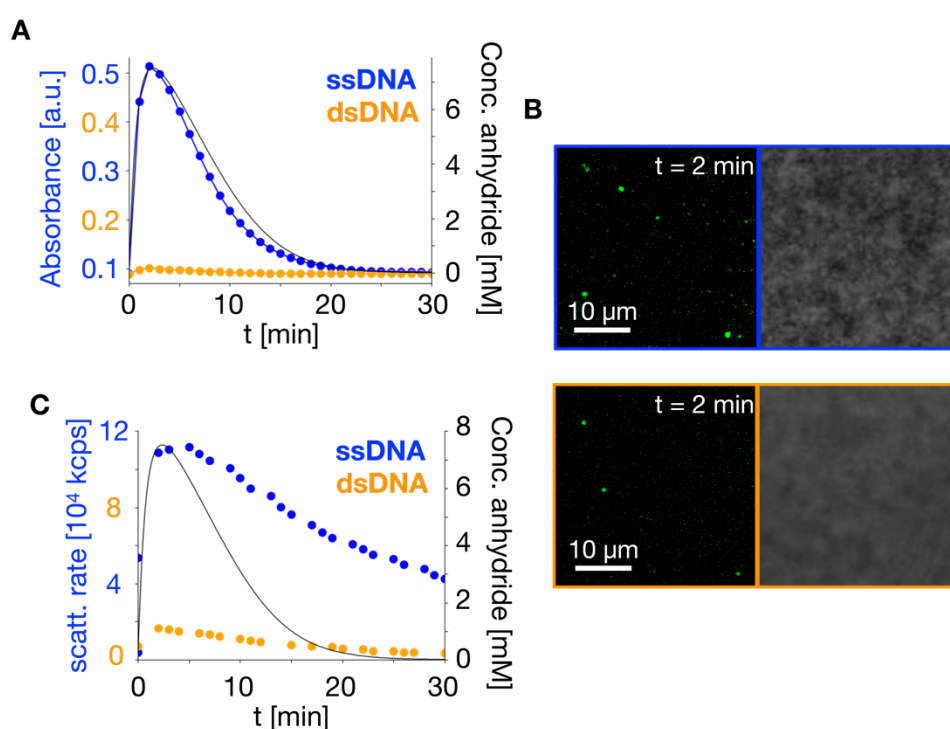 A
Absorbance [a.u.]
0.5
0.4
0.3
0.2
0.1
ssDNA
dsDNA
6
4
2
0
Conc. anhydride [mM]
0
10
20
30
t [min]
B
t = 2 min
10 µm
t = 2 min
10 µm
C
scatt. rate [10⁴ kcps]
12
8
4
0
ssDNA
dsDNA
8
6
4
2
0
Conc. anhydride [mM]
0
10
20
30
t [min]